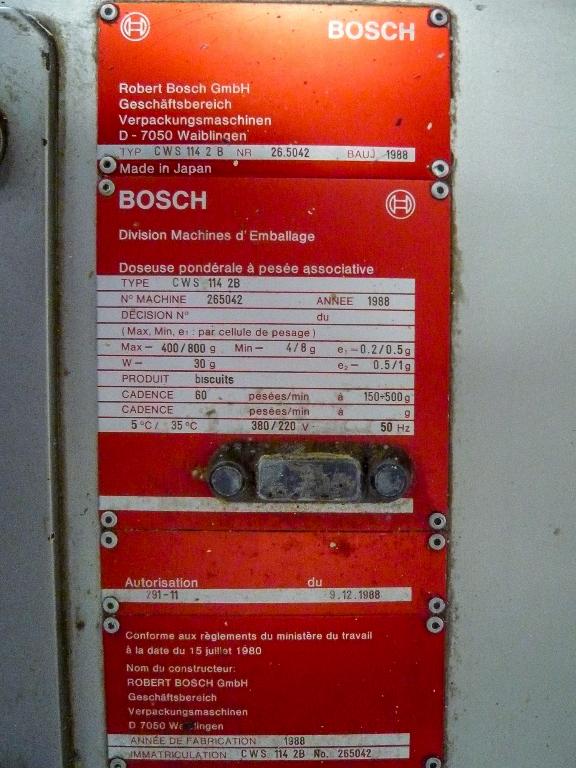 BOSCH
Robert Bosch GmbH
Geschäftsbereich
Verpackungsmaschinen
D - 7050 Waiblingen
TYP CWS 114 2 B NR 26.5042 BAUJ 1988
Made in Japan
BOSCH
Division Machines d'Emballage
Doseuse pondérale à pesée associative
TYPE CWS 114 2B
Nº MACHINE 265042 ANNEE 1988
DÉCISION Nº du
(Max, Min, e₁ : par cellule de pesage)
Max – 400/800 g Min – 4/8 g e₁ – 0.2/0.5 g
W – 30 g e₂ – 0.5/1 g
PRODUIT biscuits
CADENCE 60 pesées/min à 150÷500 g
CADENCE pesées/min à g
5 °C / 35 °C 380/220 V 50 Hz
Autorisation du
291-11 9.12.1988
Conforme aux règlements du ministère du travail
à la date du 15 juillet 1980
Nom du constructeur:
ROBERT BOSCH GmbH
Geschäftsbereich
Verpackungsmaschinen
D 7050 Waiblingen
ANNÉE DE FABRICATION 1988
IMMATRICULATION CWS 114 2B No. 265042